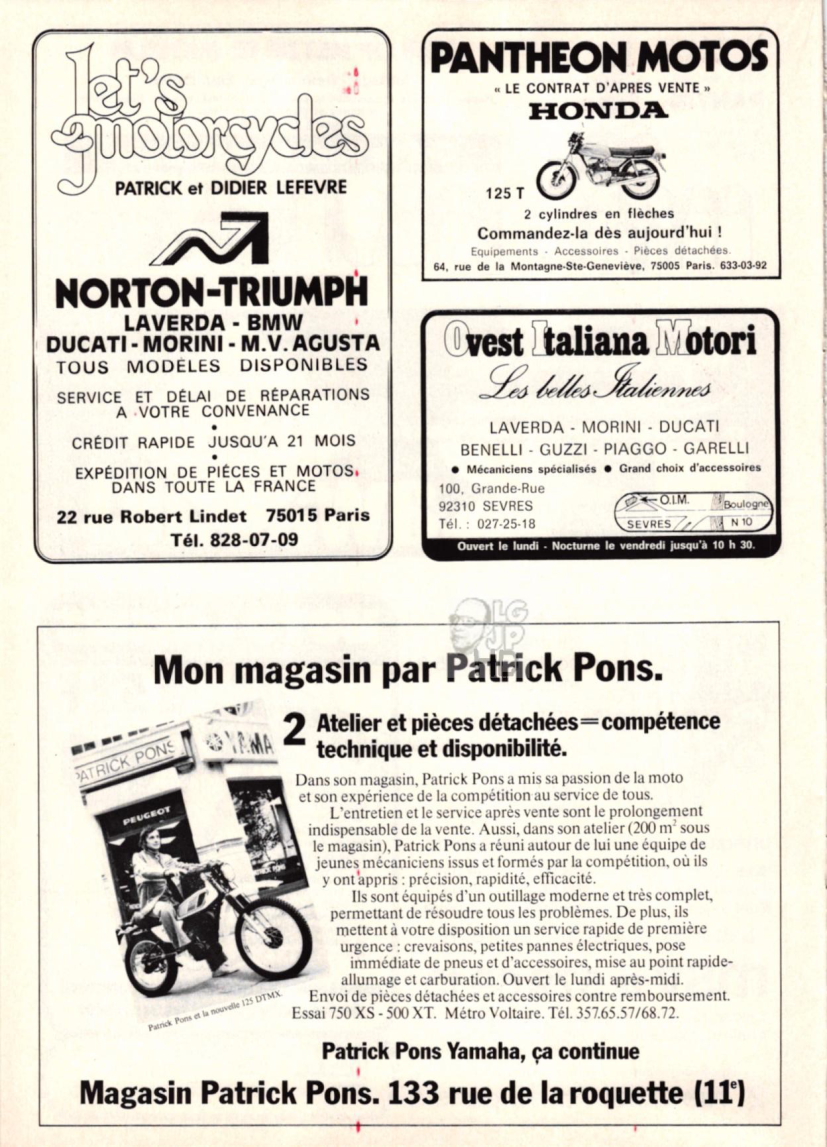 let's
motorcycles
PATRICK et DIDIER LEFEVRE
NORTON-TRIUMPH
LAVERDA - BMW
DUCATI - MORINI - M.V. AGUSTA
TOUS MODÈLES DISPONIBLES
SERVICE ET DÉLAI DE RÉPARATIONS
A VOTRE CONVENANCE
•
CRÉDIT RAPIDE JUSQU'A 21 MOIS
•
EXPÉDITION DE PIÉCES ET MOTOS
DANS TOUTE LA FRANCE
22 rue Robert Lindet 75015 Paris
Tél. 828-07-09
PANTHEON MOTOS
« LE CONTRAT D'APRES VENTE »
HONDA
125 T
2 cylindres en flèches
Commandez-la dès aujourd'hui !
Equipements - Accessoires - Pièces détachées.
64, rue de la Montagne-Ste-Geneviève, 75005 Paris. 633-03-92
Ovest Italiana Motori
Les belles Italiennes
LAVERDA - MORINI - DUCATI
BENELLI - GUZZI - PIAGGO - GARELLI
● Mécaniciens spécialisés ● Grand choix d'accessoires
100, Grande-Rue
92310 SEVRES
Tél. : 027-25-18
O.I.M.
Boulogne
SEVRES
N 10
Ouvert le lundi - Nocturne le vendredi jusqu'à 10 h 30.
LG
JP
Mon magasin par Patrick Pons.
PATRICK PONS
YAMA
PEUGEOT
Patrick Pons et la nouvelle 125 DTMX.
2 Atelier et pièces détachées=compétence
technique et disponibilité.
Dans son magasin, Patrick Pons a mis sa passion de la moto
et son expérience de la compétition au service de tous.
L'entretien et le service après vente sont le prolongement
indispensable de la vente. Aussi, dans son atelier (200 m² sous
le magasin), Patrick Pons a réuni autour de lui une équipe de
jeunes mécaniciens issus et formés par la compétition, où ils
y ont appris : précision, rapidité, efficacité.
Ils sont équipés d'un outillage moderne et très complet,
permettant de résoudre tous les problèmes. De plus, ils
mettent à votre disposition un service rapide de première
urgence : crevaisons, petites pannes électriques, pose
immédiate de pneus et d'accessoires, mise au point rapide-
allumage et carburation. Ouvert le lundi après-midi.
Envoi de pièces détachées et accessoires contre remboursement.
Essai 750 XS - 500 XT. Métro Voltaire. Tél. 357.65.57/68.72.
Patrick Pons Yamaha, ça continue
Magasin Patrick Pons. 133 rue de la roquette (11e)